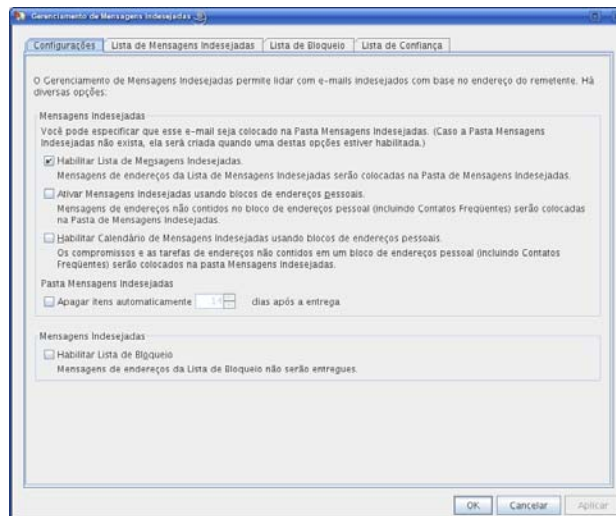 Gerenciamento de Mensagens Indesejadas
Configurações
Lista de Mensagens Indesejadas
Lista de Bloqueio
Lista de Confiança
O Gerenciamento de Mensagens Indesejadas permite lidar com e-mails indesejados com base no endereço do remetente. Há
diversas opções:
Mensagens Indesejadas
Você pode especificar que esse e-mail seja colocado na Pasta Mensagens Indesejadas. (Caso a Pasta Mensagens
Indesejadas não exista, ela será criada quando uma destas opções estiver habilitada.)
Habilitar Lista de Mensagens Indesejadas.
Mensagens de endereços da Lista de Mensagens Indesejadas serão colocadas na Pasta de Mensagens Indesejadas.
Ativar Mensagens Indesejadas usando blocos de endereços pessoais.
Mensagens de endereços não contidos no bloco de endereços pessoal (incluindo Contatos Freqüentes) serão colocadas
na Pasta de Mensagens Indesejadas.
Habilitar Calendário de Mensagens Indesejadas usando blocos de endereços pessoais.
Os compromissos e as tarefas de endereços não contidos em um bloco de endereços pessoal (incluindo Contatos
Freqüentes) serão colocados na pasta Mensagens Indesejadas.
Pasta Mensagens Indesejadas
Apagar itens automaticamente 14 dias após a entrega
Mensagens Indesejadas
Habilitar Lista de Bloqueio
Mensagens de endereços da Lista de Bloqueio não serão entregues.
OK
Cancelar
Aplicar